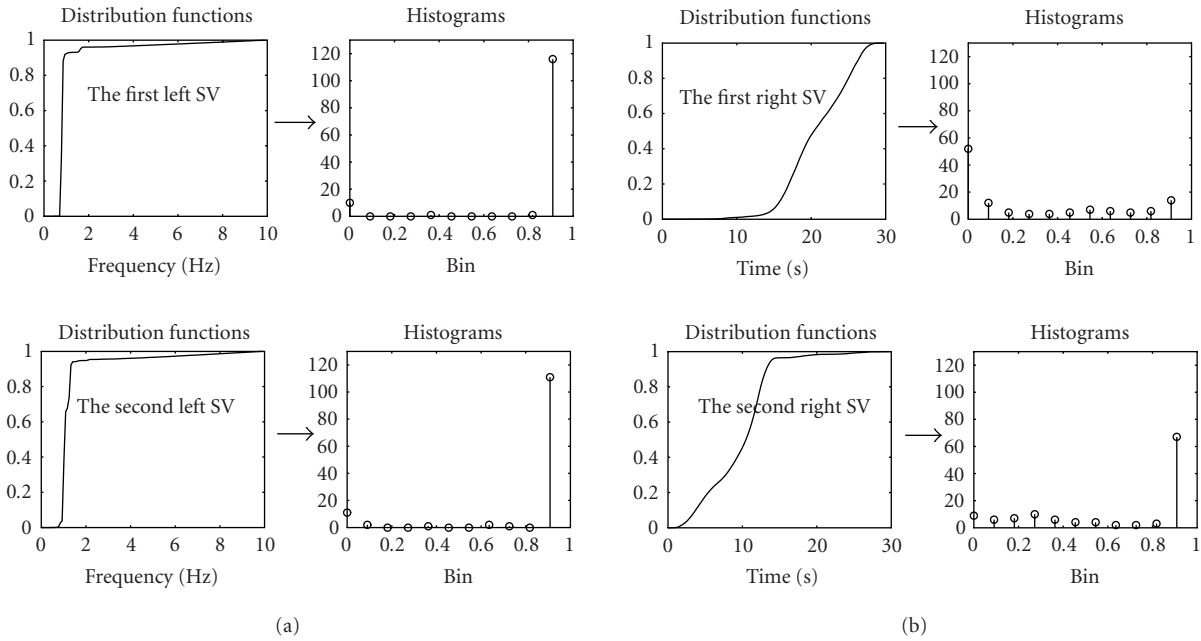 Distribution functions
1
0.8
0.6
0.4
0.2
0
The first left SV
0 2 4 6 8 10
Frequency (Hz)
Histograms
120
100
80
60
40
20
0
0 0.2 0.4 0.6 0.8 1
Bin
Distribution functions
1
0.8
0.6
0.4
0.2
0
The first right SV
0 10 20 30
Time (s)
Histograms
120
100
80
60
40
20
0
0 0.2 0.4 0.6 0.8 1
Bin
Distribution functions
1
0.8
0.6
0.4
0.2
0
The second left SV
0 2 4 6 8 10
Frequency (Hz)
Histograms
120
100
80
60
40
20
0
0 0.2 0.4 0.6 0.8 1
Bin
Distribution functions
1
0.8
0.6
0.4
0.2
0
The second right SV
0 10 20 30
Time (s)
Histograms
120
100
80
60
40
20
0
0 0.2 0.4 0.6 0.8 1
Bin
(a)
(b)